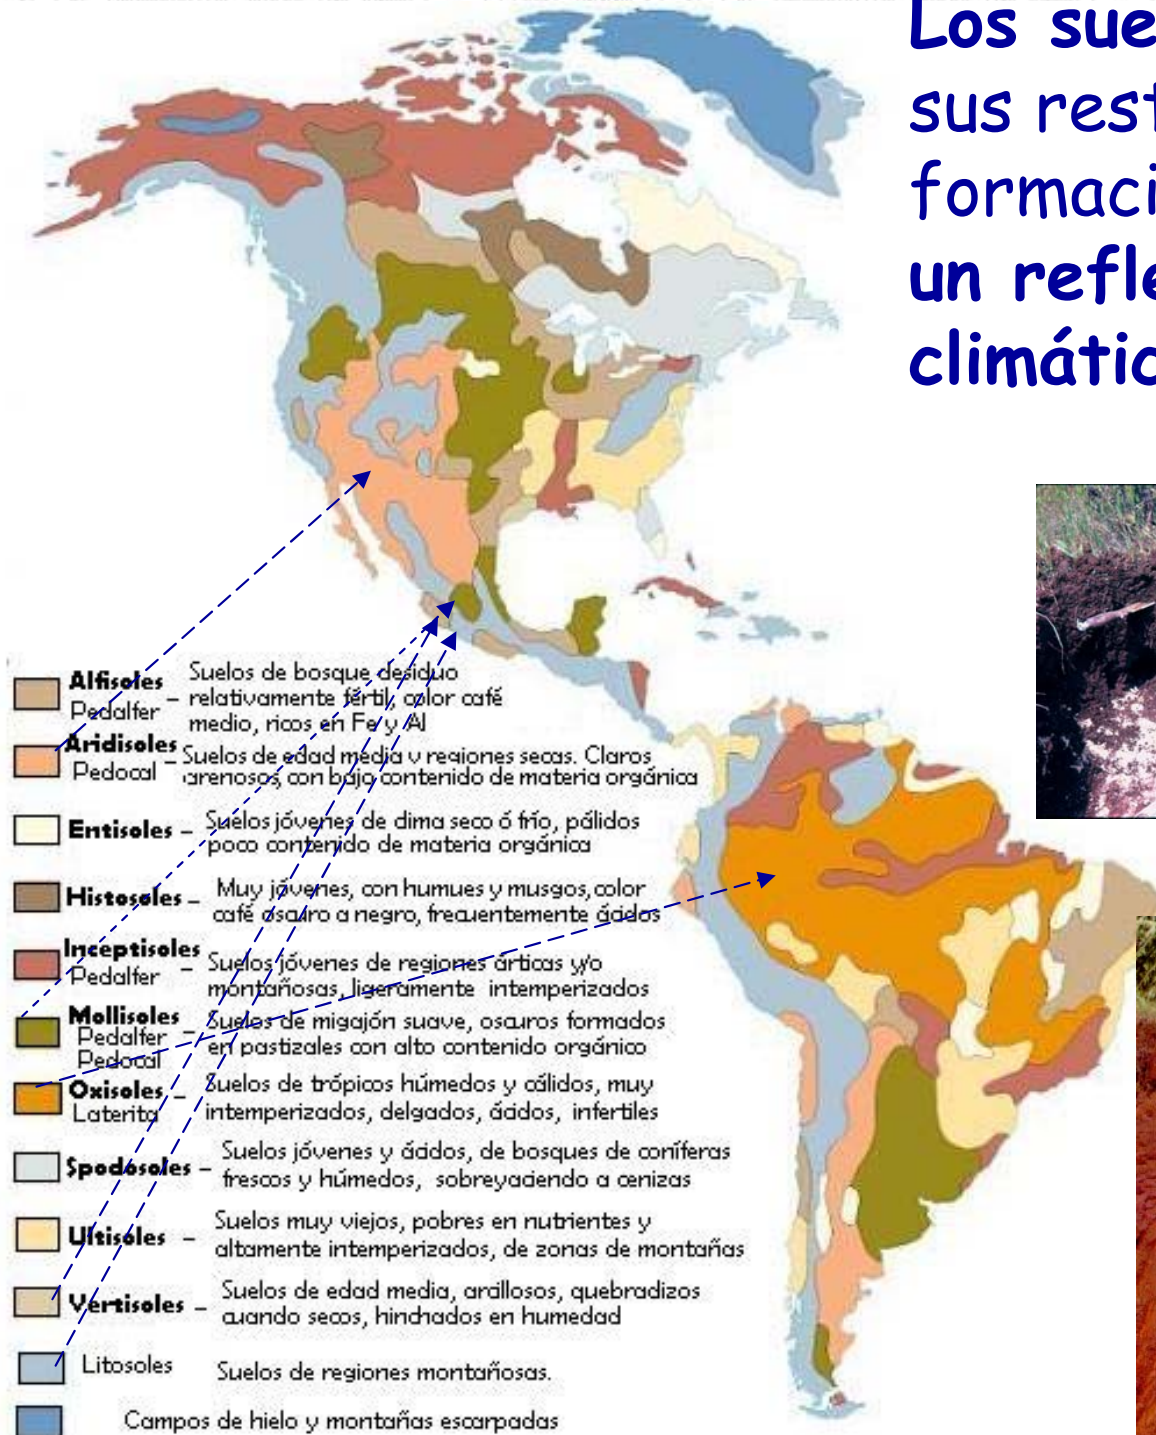 Los sue
sus rest
formaci
un refle
climátic
Alfisoles
Pedalfer
– Suelos de bosque desiduo
relativamente fértil, color café
medio, ricos en Fe y Al
Aridisoles
Pedocal
– Suelos de edad media y regiones secas. Claros
arenosos, con bajo contenido de materia orgánica
Entisoles – Suelos jóvenes de clima seco ó frío, pálidos
poco contenido de materia orgánica
Histosoles – Muy jóvenes, con humues y musgos, color
café oscuro a negro, frecuentemente ácidos
Inceptisoles
Pedalfer
– Suelos jóvenes de regiones árticas y/o
montañosas, ligeramente intemperizados
Mollisoles
Pedalfer
Pedocal
– Suelos de migajón suave, oscuros formados
en pastizales con alto contenido orgánico
Oxisoles –
Laterita
Suelos de trópicos húmedos y cálidos, muy
intemperizados, delgados, ácidos, infertiles
Spodosoles – Suelos jóvenes y ácidos, de bosques de coníferas
frescos y húmedos, sobreyaciendo a cenizas
Ultisoles – Suelos muy viejos, pobres en nutrientes y
altamente intemperizados, de zonas de montañas
Vertisoles – Suelos de edad media, arcillosos, quebradizos
cuando secos, hinchados en humedad
Litosoles Suelos de regiones montañosas.
Campos de hielo y montañas escarpadas